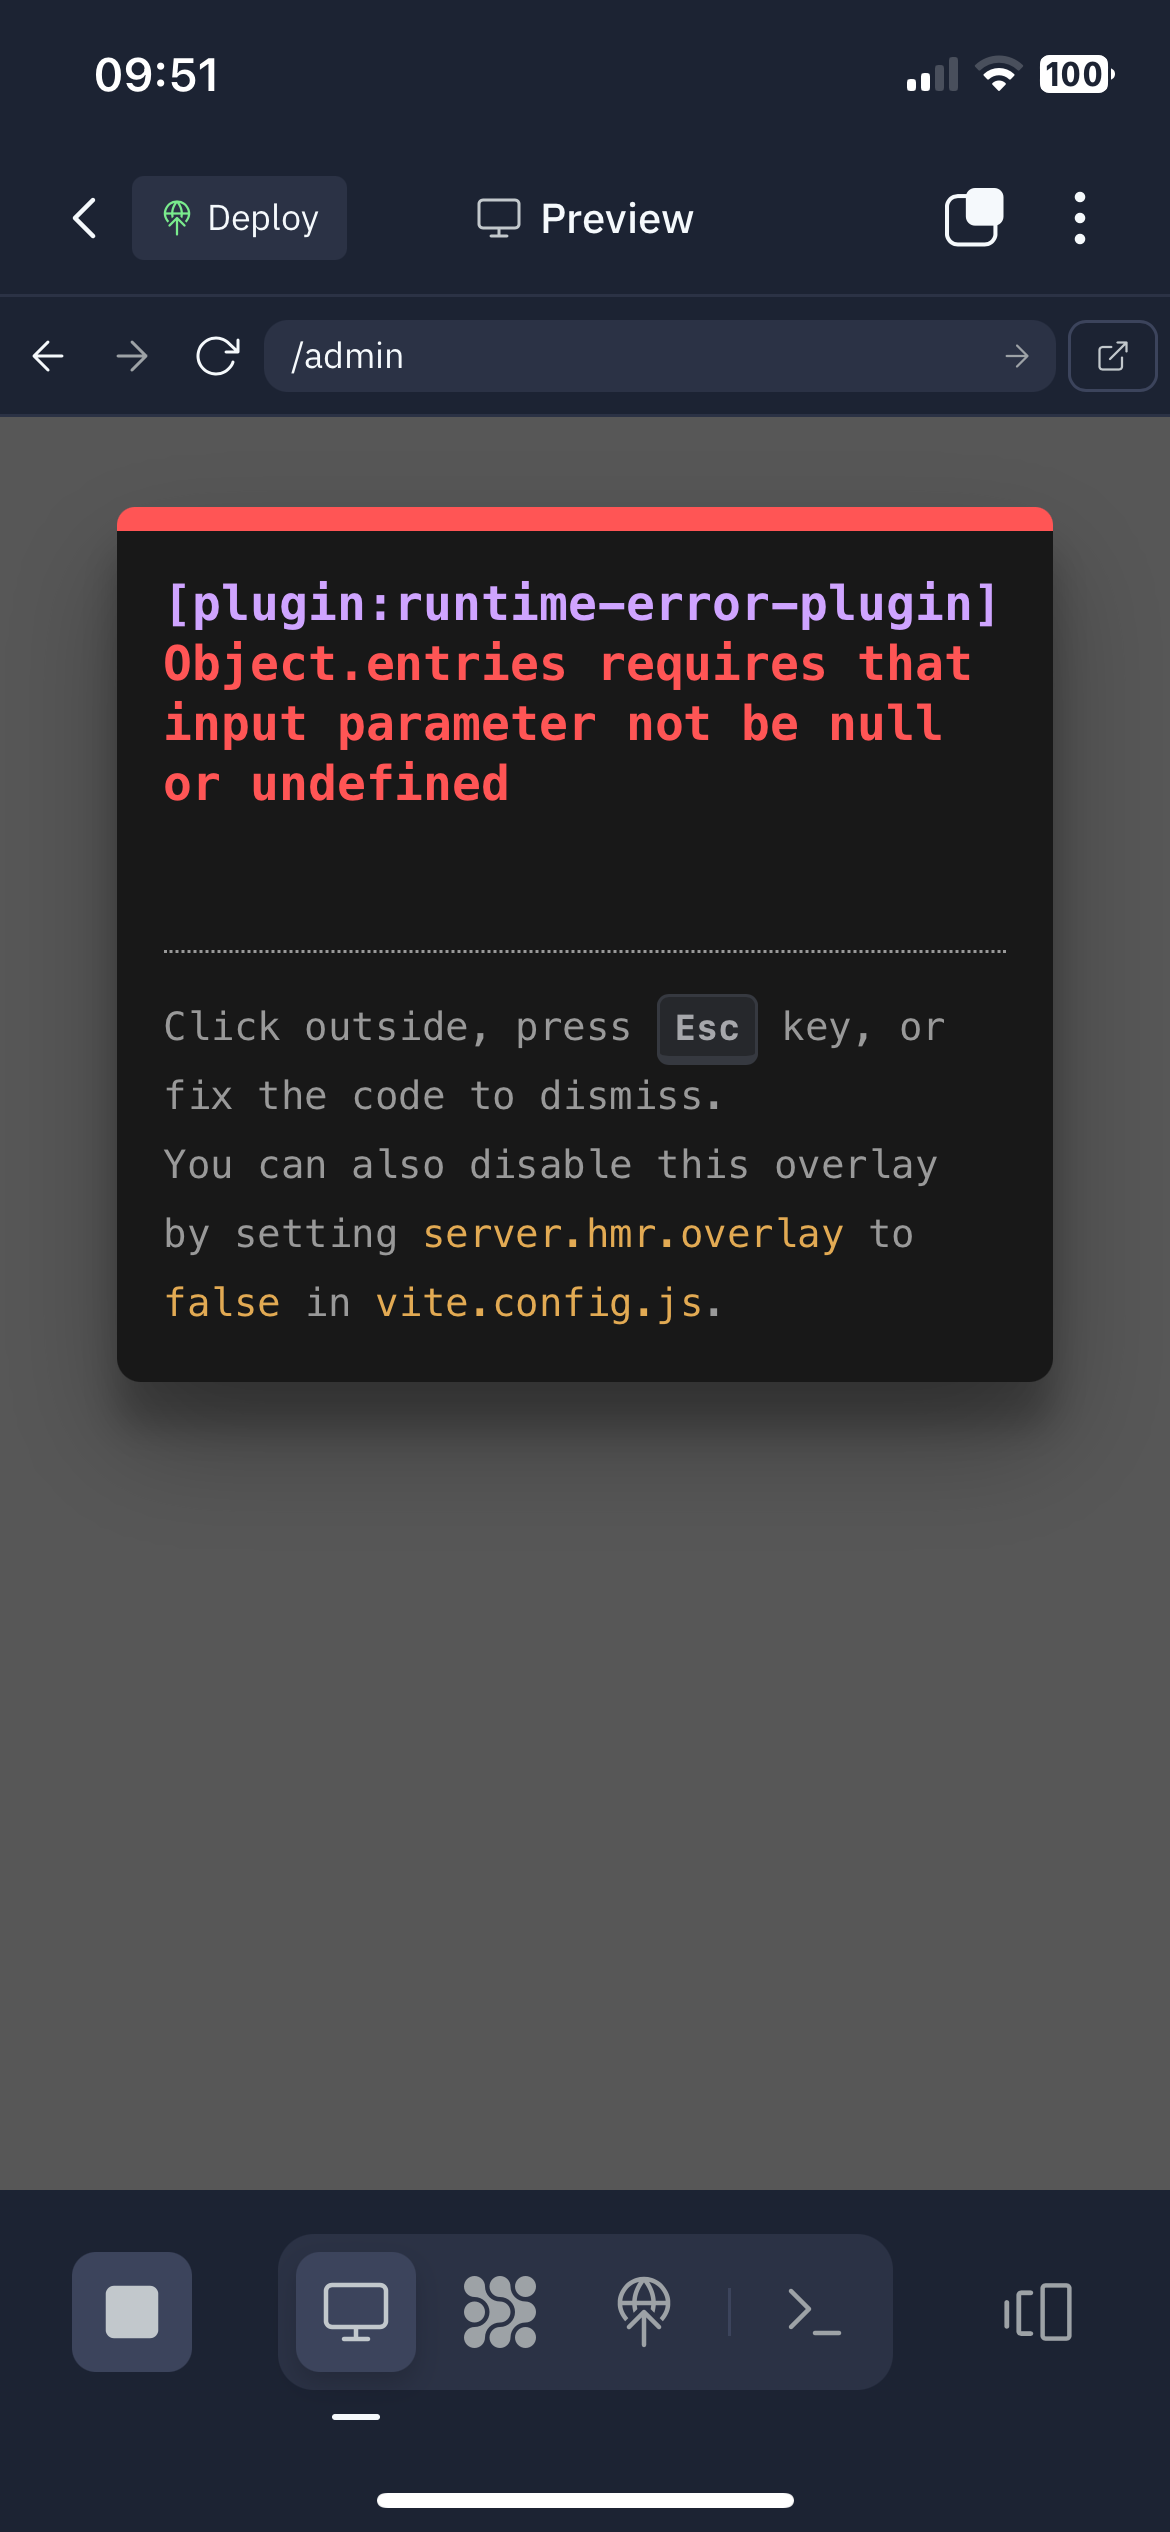 09:51
100
Deploy
Preview
/admin
[plugin:runtime-error-plugin]
Object.entries requires that
input parameter not be null
or undefined
Click outside, press Esc key, or
fix the code to dismiss.
You can also disable this overlay
by setting server.hmr.overlay to
false in vite.config.js.